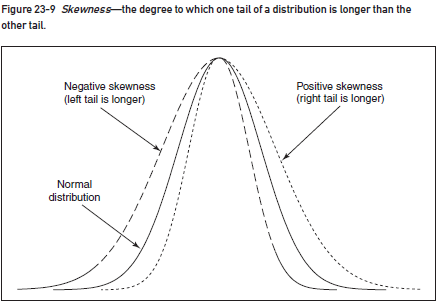 Figure 23-9 Skewness—the degree to which one tail of a distribution is longer than the
other tail.
Negative skewness
(left tail is longer)
Positive skewness
(right tail is longer)
Normal
distribution